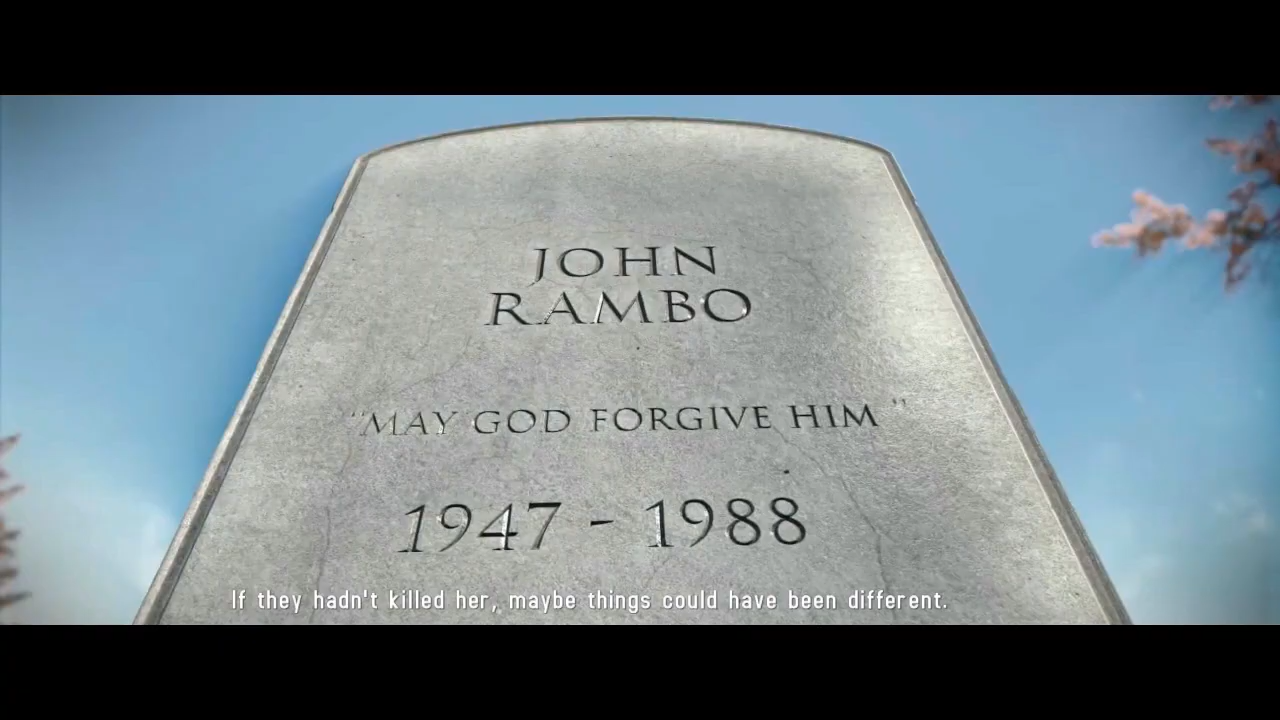 JOHN
RAMBO
"MAY GOD FORGIVE HIM "
1947 - 1988
If they hadn't killed her, maybe things could have been different.